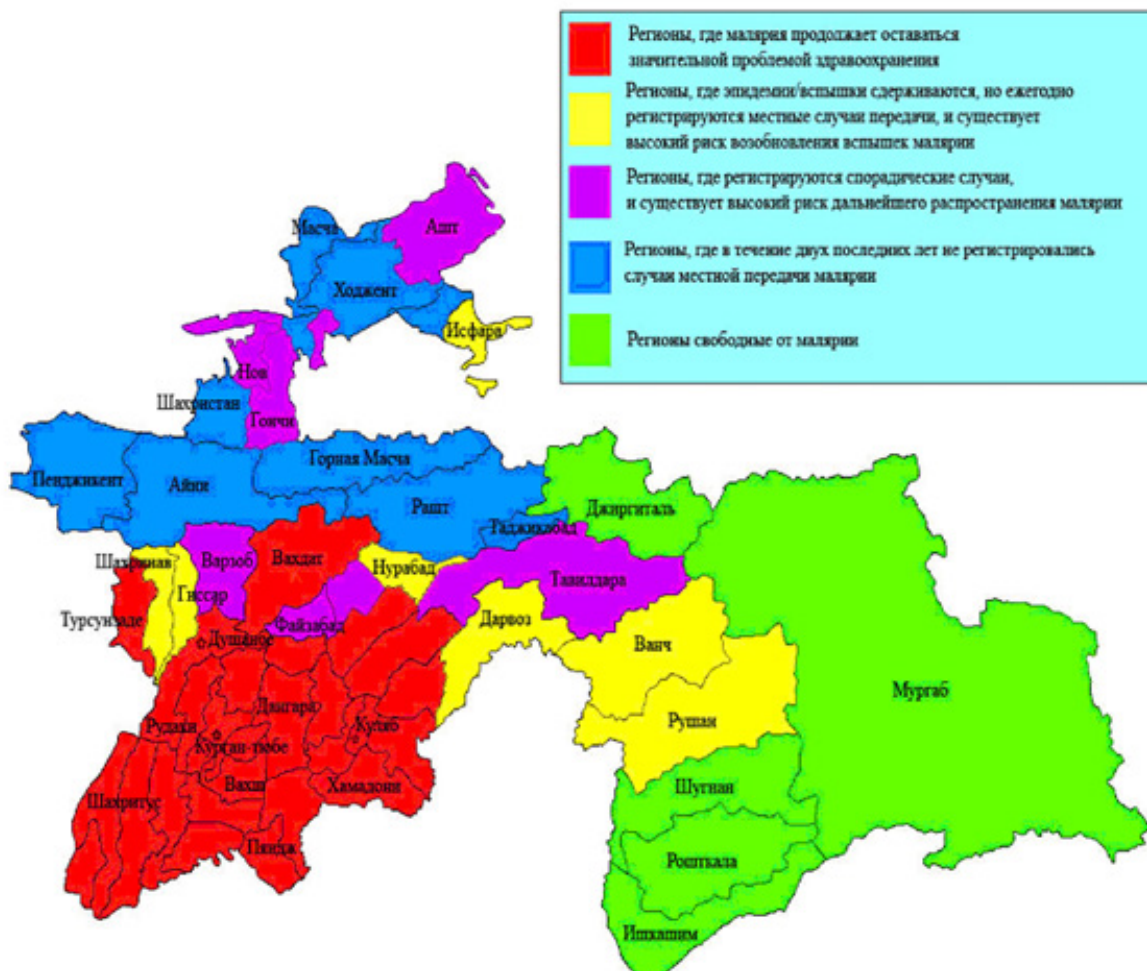 Регионы, где малярия продолжает оставаться
значительной проблемой здравоохранения
Регионы, где эпидемии/вспышки сдерживаются, но ежегодно
регистрируются местные случаи передачи, и существует
высокий риск возобновления вспышек малярии
Регионы, где регистрируются спорадические случаи,
и существует высокий риск дальнейшего распространения малярии
Регионы, где в течение двух последних лет не регистрировались
случаи местной передачи малярии
Регионы свободные от малярии
Масча
Ашт
Ходжент
Исфара
Нов
Шахристан
Гончи
Горная Масча
Пенджикент
Айни
Рашт
Джиргиталь
Таджикабад
Шахринав
Варзоб
Вахдат
Нурабад
Тавилдара
Гиссар
Турсунзаде
Файзабад
Дарвоз
Душанбе
Ванч
Мургаб
Дангара
Рушан
Рудаки
Куляб
Курган-тюбе
Вахш
Хамадони
Шугнан
Шахритус
Пяндж
Рошткала
Ишкашим